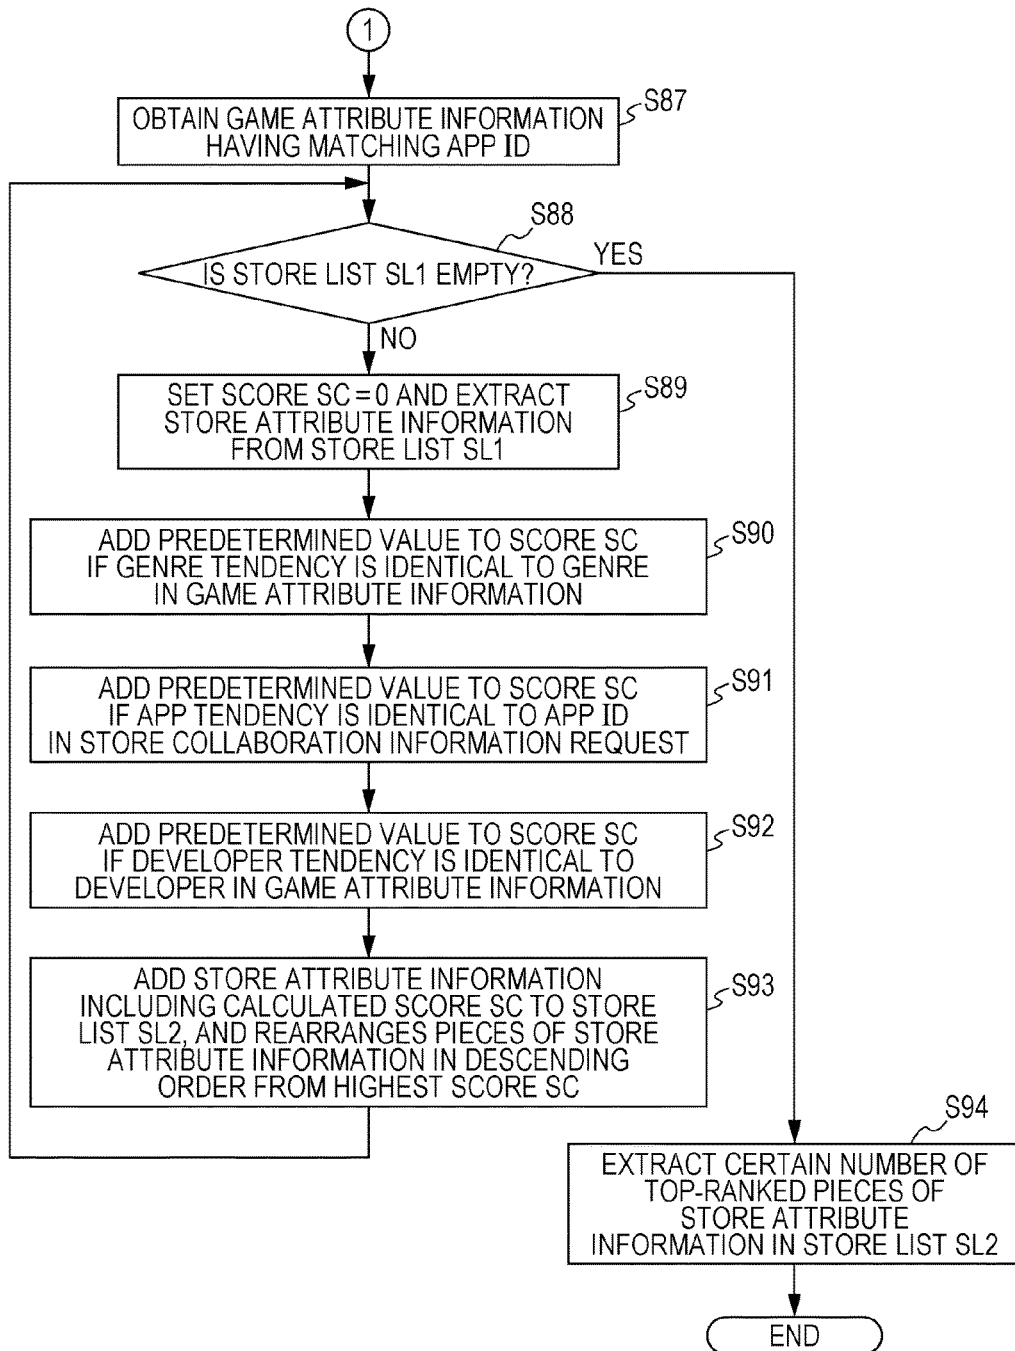 1
OBTAIN GAME ATTRIBUTE INFORMATION
HAVING MATCHING APP ID
S87
IS STORE LIST SL1 EMPTY?
S88
YES
NO
SET SCORE SC = 0 AND EXTRACT
STORE ATTRIBUTE INFORMATION
FROM STORE LIST SL1
S89
ADD PREDETERMINED VALUE TO SCORE SC
IF GENRE TENDENCY IS IDENTICAL TO GENRE
IN GAME ATTRIBUTE INFORMATION
S90
ADD PREDETERMINED VALUE TO SCORE SC
IF APP TENDENCY IS IDENTICAL TO APP ID
IN STORE COLLABORATION INFORMATION REQUEST
S91
ADD PREDETERMINED VALUE TO SCORE SC
IF DEVELOPER TENDENCY IS IDENTICAL TO
DEVELOPER IN GAME ATTRIBUTE INFORMATION
S92
ADD STORE ATTRIBUTE INFORMATION
INCLUDING CALCULATED SCORE SC TO STORE
LIST SL2, AND REARRANGES PIECES OF STORE
ATTRIBUTE INFORMATION IN DESCENDING
ORDER FROM HIGHEST SCORE SC
S93
S94
EXTRACT CERTAIN NUMBER OF
TOP-RANKED PIECES OF
STORE ATTRIBUTE
INFORMATION IN STORE LIST SL2
END